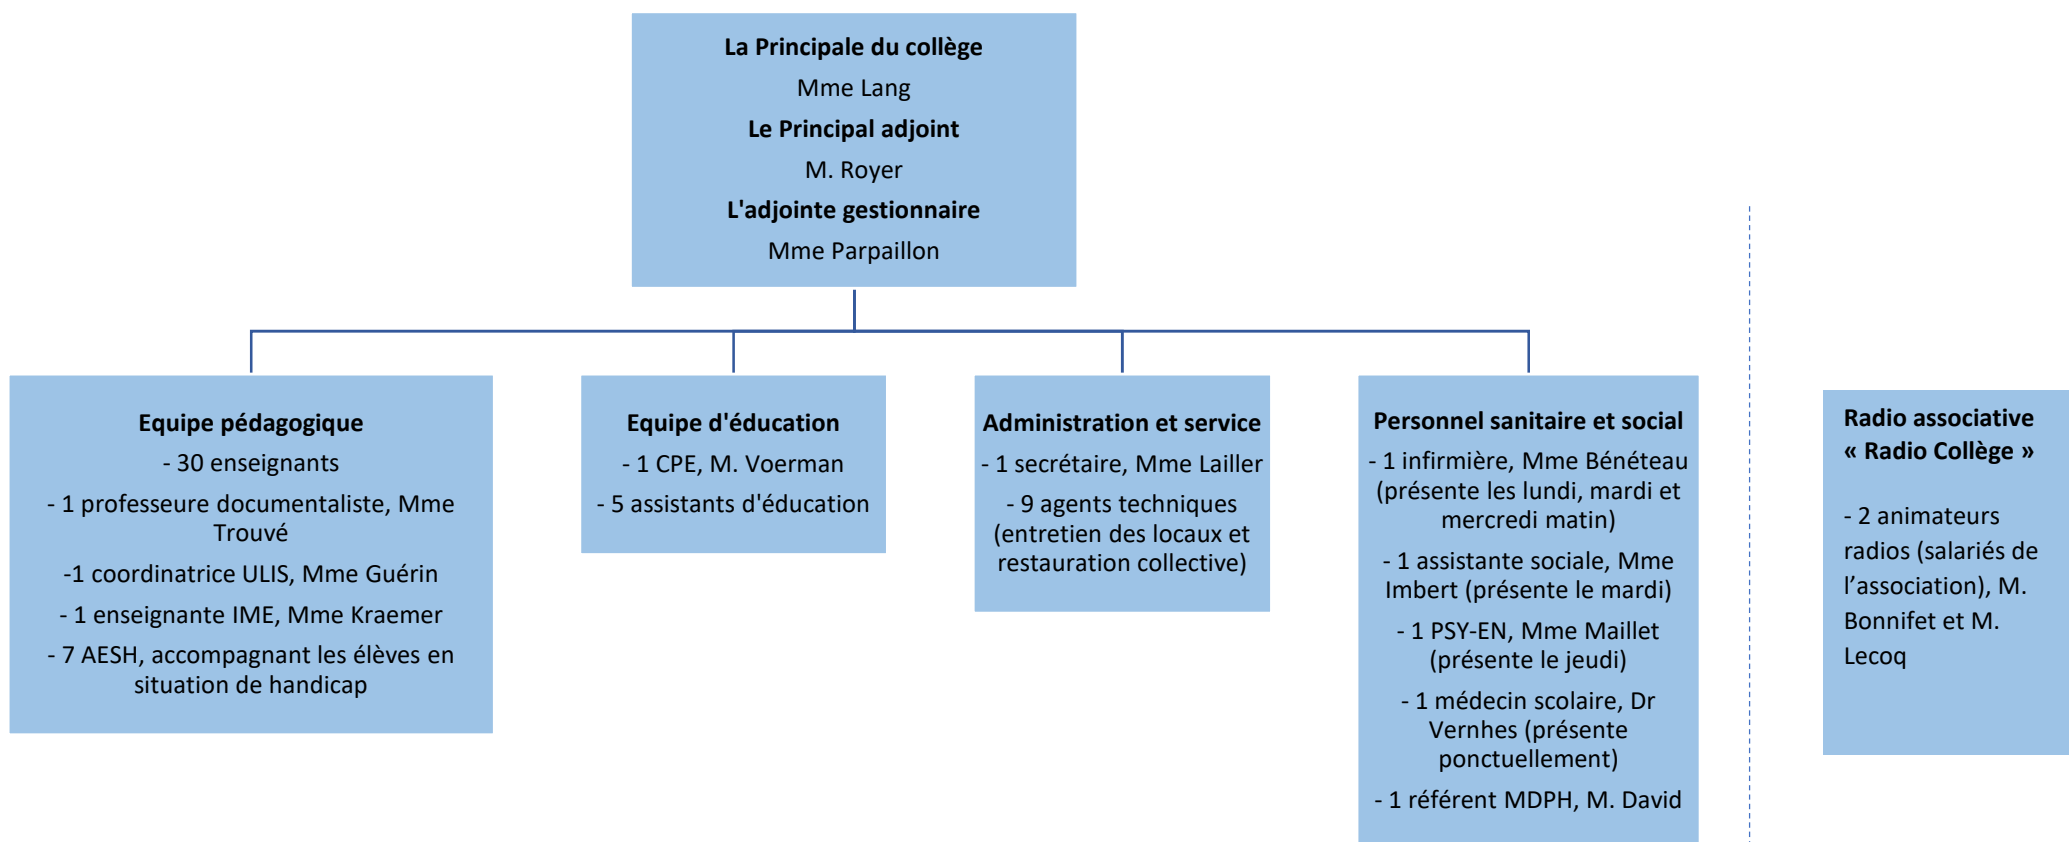 La Principale du collège
Mme Lang
Le Principal adjoint
M. Royer
L'adjointe gestionnaire
Mme Parpaillon
Equipe pédagogique
- 30 enseignants
- 1 professeure documentaliste, Mme
Trouvé
-1 coordinatrice ULIS, Mme Guérin
- 1 enseignante IME, Mme Kraemer
- 7 AESH, accompagnant les élèves en
situation de handicap
Equipe d'éducation
- 1 CPE, M. Voerman
- 5 assistants d'éducation
Administration et service
- 1 secrétaire, Mme Lailler
- 9 agents techniques
(entretien des locaux et
restauration collective)
Personnel sanitaire et social
- 1 infirmière, Mme Bénéteau
(présente les lundi, mardi et
mercredi matin)
- 1 assistante sociale, Mme
Imbert (présente le mardi)
- 1 PSY-EN, Mme Maillet
(présente le jeudi)
- 1 médecin scolaire, Dr
Vernhes (présente
ponctuellement)
- 1 référent MDPH, M. David
Radio associative
« Radio Collège »
- 2 animateurs
radios (salariés de
l’association), M.
Bonnifet et M.
Lecoq